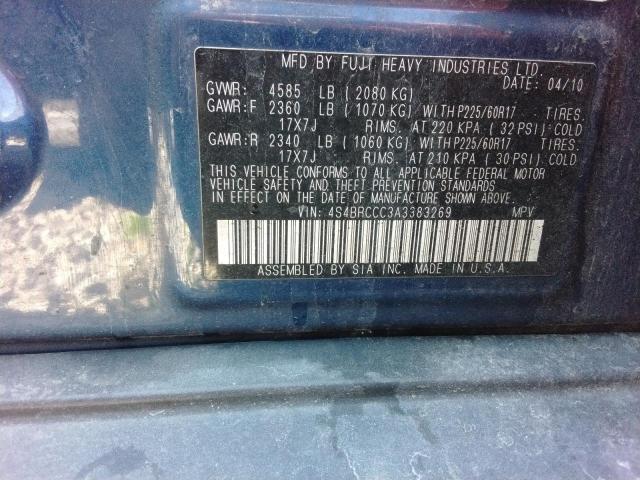 MFD BY FUJI HEAVY INDUSTRIES LTD.
DATE: 04/10
GVWR: 4585 LB (2080 KG)
GAWR:F 2360 LB (1070 KG) WITH P225/60R17 TIRES.
17X7J RIMS. AT 220 KPA (32 PSI) COLD
GAWR:R 2340 LB (1060 KG) WITH P225/60R17 TIRES.
17X7J RIMS. AT 210 KPA (30 PSI) COLD
THIS VEHICLE CONFORMS TO ALL APPLICABLE FEDERAL MOTOR
VEHICLE SAFETY AND THEFT PREVENTION STANDARDS
IN EFFECT ON THE DATE OF MANUFACTURE SHOWN ABOVE.
VIN: 4S4BRCCC3A3383269 MPV
ASSEMBLED BY SIA INC. MADE IN U.S.A.